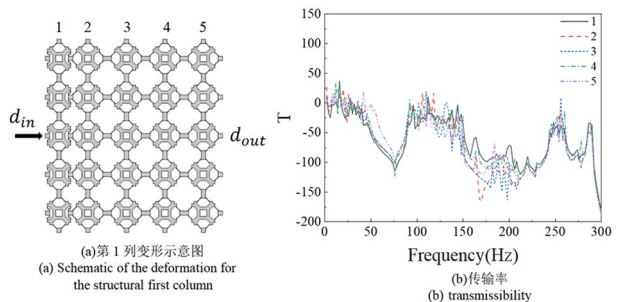 1 2 3 4 5
d_in
d_out
(a)第 1 列变形示意图
(a) Schematic of the deformation for
the structural first column
T
150
100
50
0
-50
-100
-150
-200
0 50 100 150 200 250 300
Frequency(Hz)
1
2
3
4
5
(b)传输率
(b) transmissibility